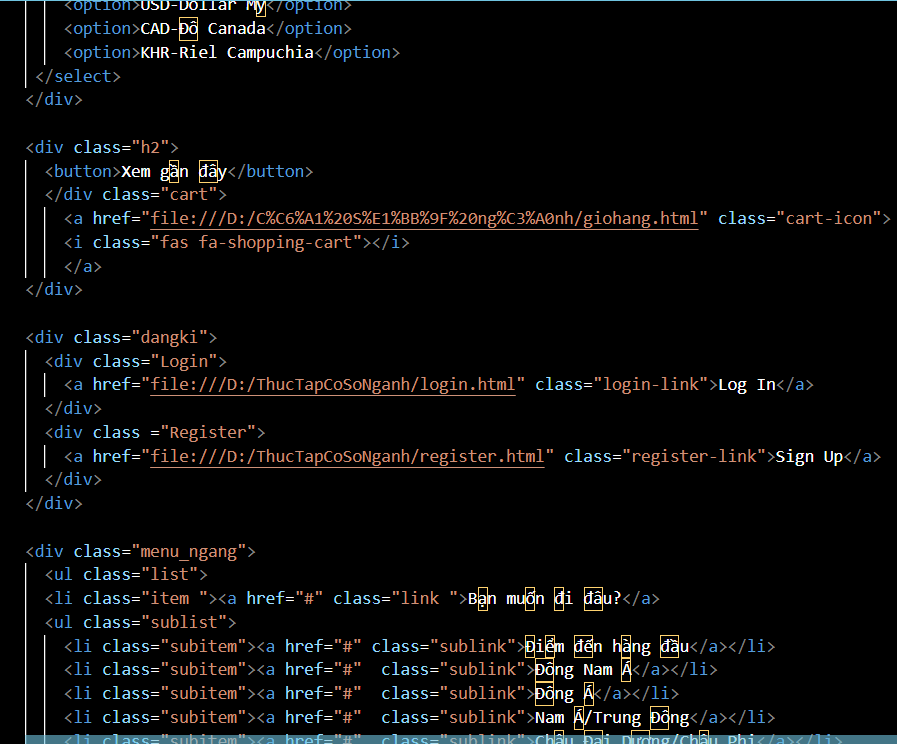 <option>USD-Dollar Mỹ</option>
<option>CAD-Đô Canada</option>
<option>KHR-Riel Campuchia</option>
</select>
</div>
<div class="h2">
<button>Xem gần đây</button>
</div class="cart">
<a href="file:///D:/C%C6%A1%20S%E1%BB%9F%20ng%C3%A0nh/giohang.html" class="cart-icon">
<i class="fas fa-shopping-cart"></i>
</a>
</div>
<div class="dangki">
<div class="Login">
<a href="file:///D:/ThucTapCoSoNganh/login.html" class="login-link">Log In</a>
</div>
<div class ="Register">
<a href="file:///D:/ThucTapCoSoNganh/register.html" class="register-link">Sign Up</a>
</div>
</div>
<div class="menu_ngang">
<ul class="list">
<li class="item "><a href="#" class="link ">Bạn muốn đi đâu?</a>
<ul class="sublist">
<li class="subitem"><a href="#" class="sublink">Điểm đến hàng đầu</a></li>
<li class="subitem"><a href="#"  class="sublink">Đông Nam Á</a></li>
<li class="subitem"><a href="#"  class="sublink">Đông Á</a></li>
<li class="subitem"><a href="#"  class="sublink">Nam Á/Trung Đông</a></li>
<li class="subitem"><a href="#"  class="sublink">Châu Đại Dương/Châu Phi</a></li>